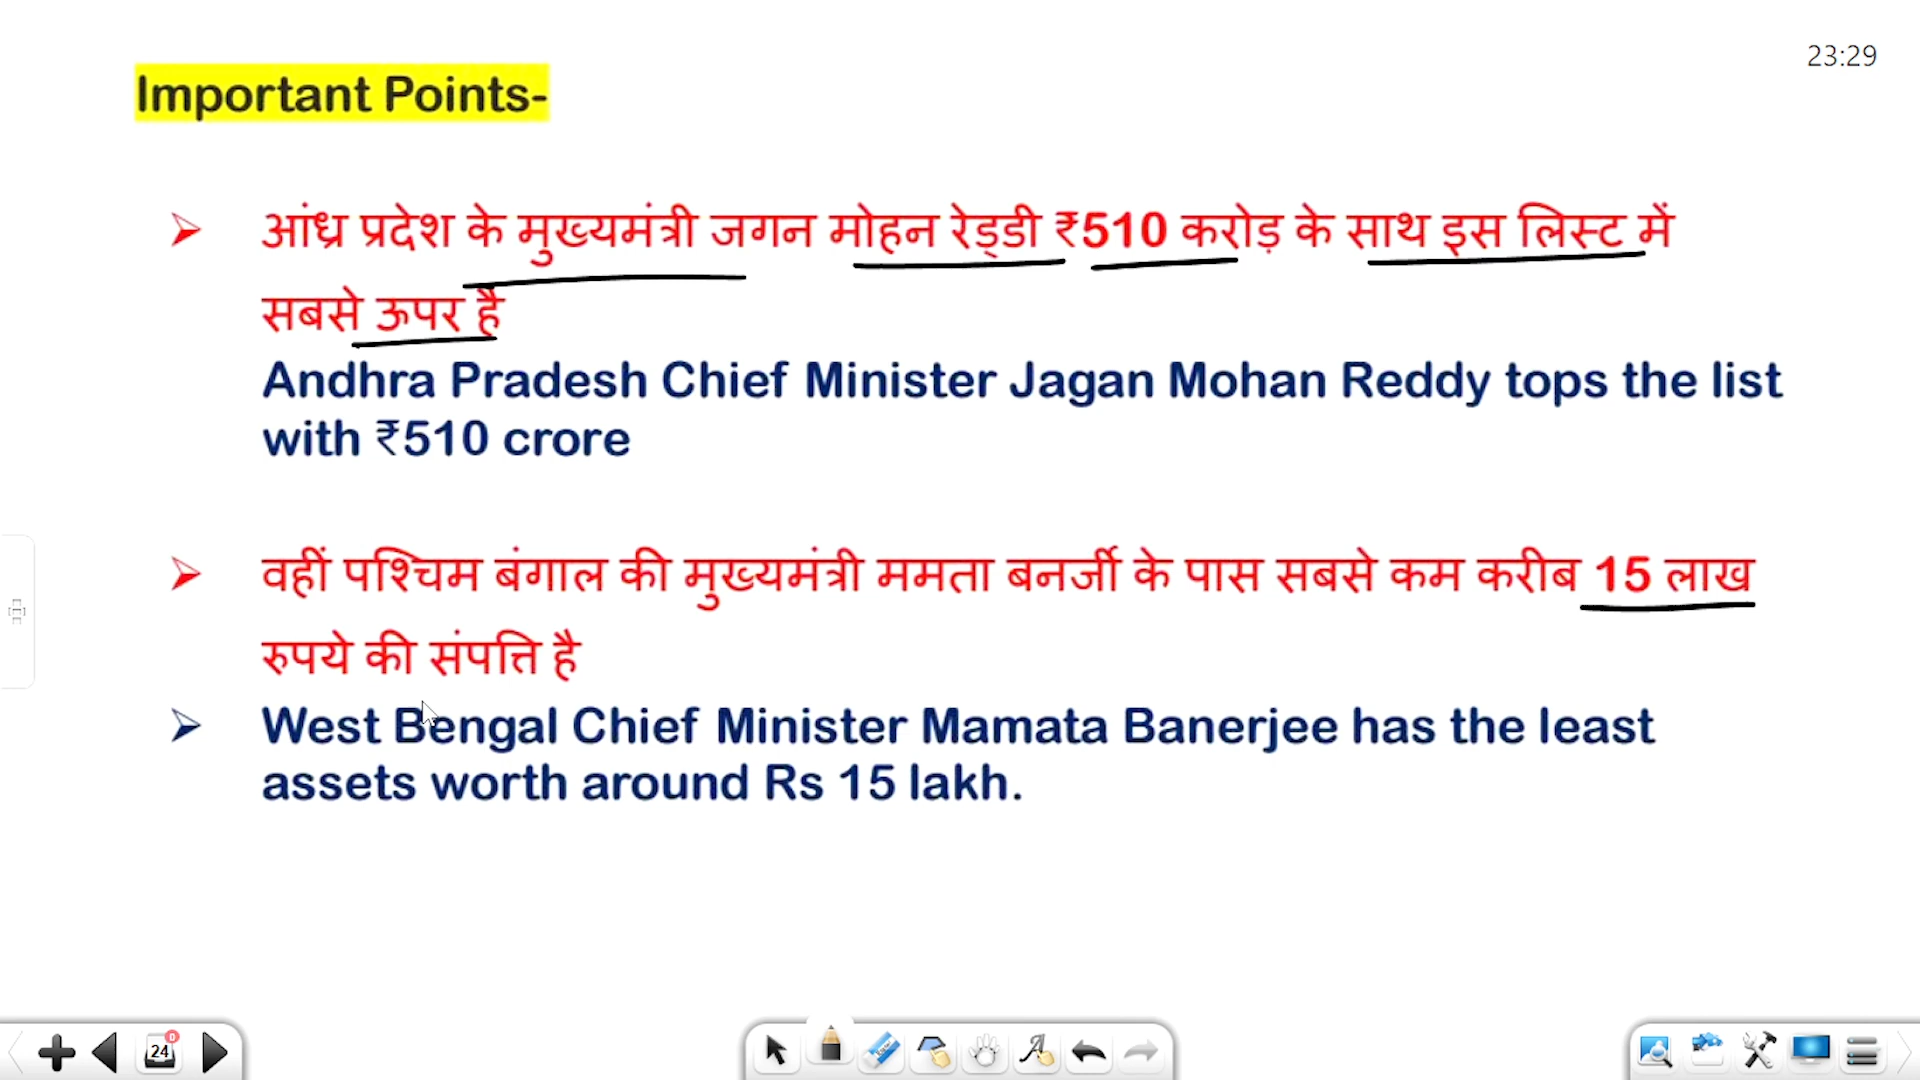 23:29
Important Points-
आंध्र प्रदेश के मुख्यमंत्री जगन मोहन रेड्डी ₹510 करोड़ के साथ इस लिस्ट में
सबसे ऊपर है
Andhra Pradesh Chief Minister Jagan Mohan Reddy tops the list
with ₹510 crore
वहीं पश्चिम बंगाल की मुख्यमंत्री ममता बनर्जी के पास सबसे कम करीब 15 लाख
रुपये की संपत्ति है
West Bengal Chief Minister Mamata Banerjee has the least
assets worth around Rs 15 lakh.
24